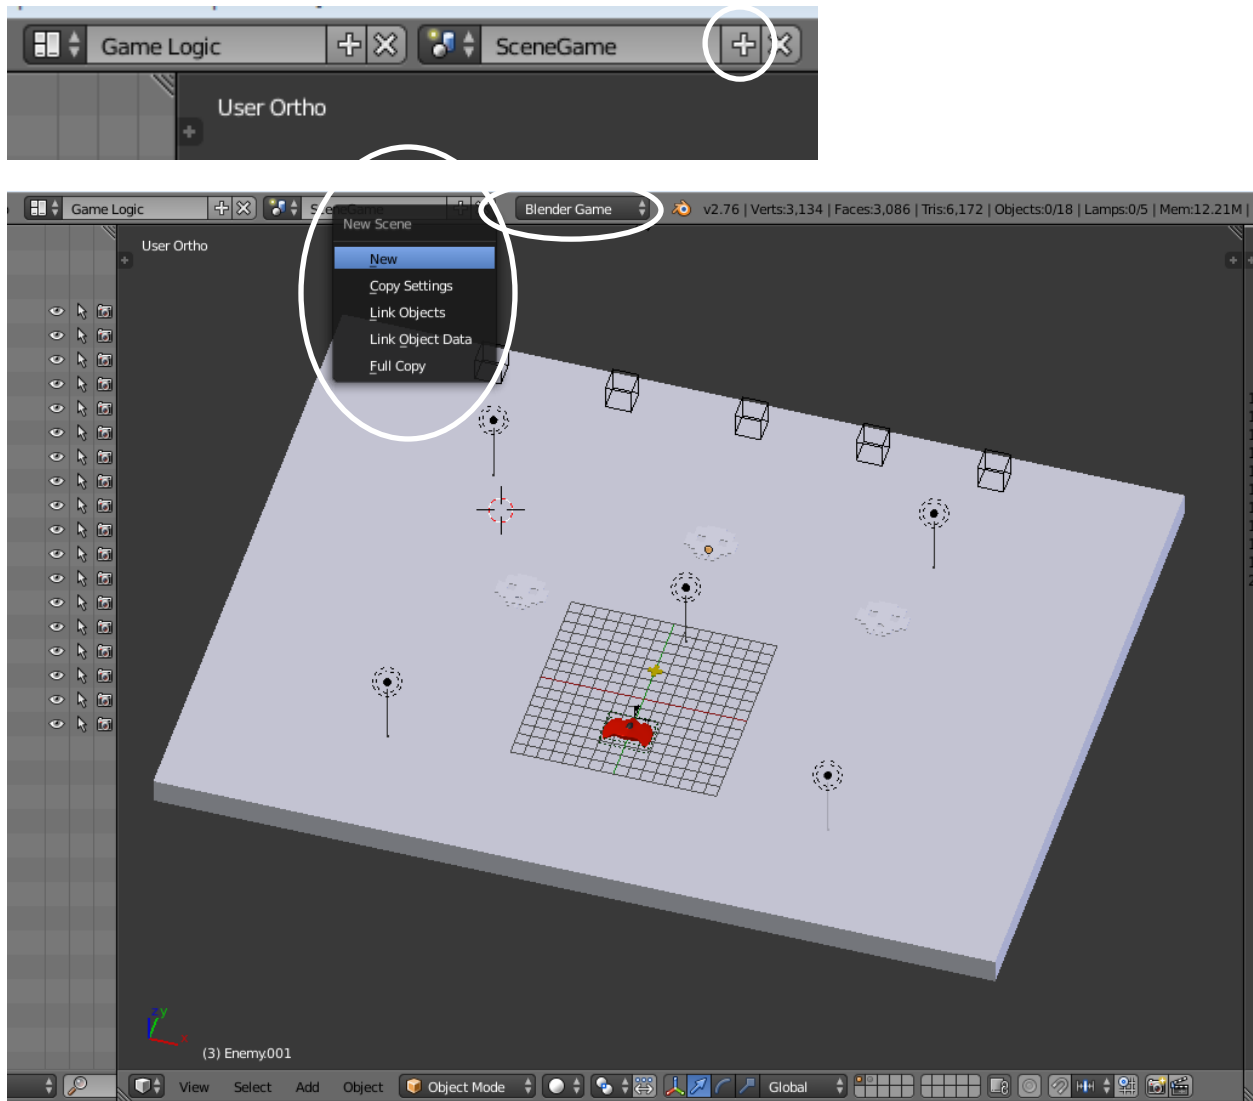 Game Logic SceneGame
User Ortho
Game Logic SceneGame Blender Game v2.76 | Verts:3,134 | Faces:3,086 | Tris:6,172 | Objects:0/18 | Lamps:0/5 | Mem:12.21M |
New Scene
User Ortho
New
Copy Settings
Link Objects
Link Object Data
Full Copy
z y
x
(3) Enemy.001
View Select Add Object Object Mode Global